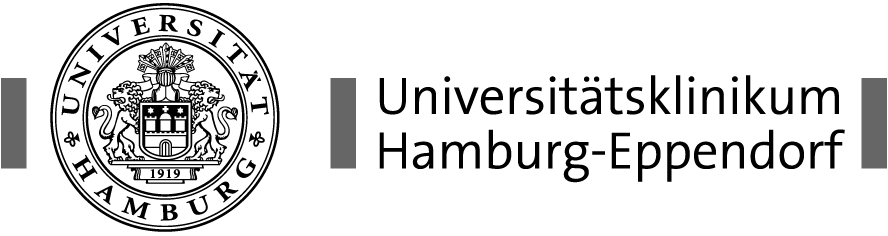 UNIVERSITÄT
HAMBURG
1919
Universitätsklinikum
Hamburg-Eppendorf